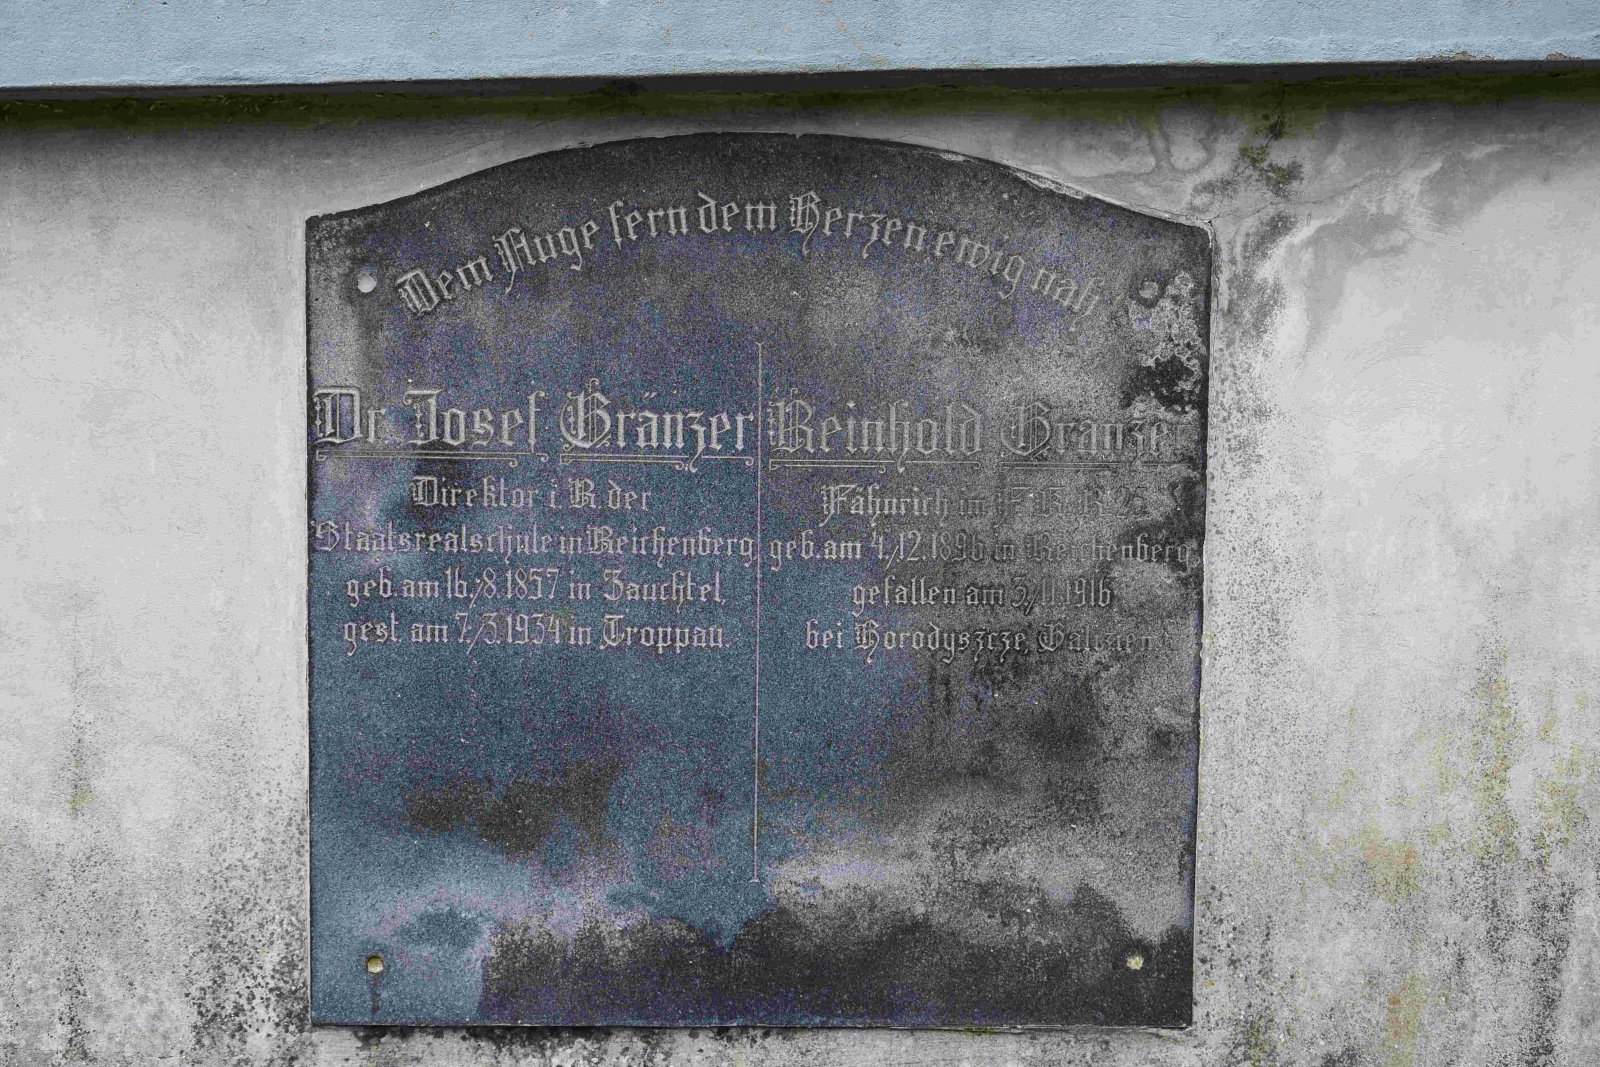 Dem Auge fern dem Herzen ewig nah
Dr. Josef Gränzer
Direktor i. R. der
Staatsrealschule in Reichenberg
geb. am 16./8. 1857 in Zauchtel,
gest am 7./3. 1934 in Troppau.
Reinhold Gränzer
Fähnrich im
geb. am 4./12. 1896 in Reichenberg
gefallen am 3./11. 1916
bei Horodyszcze, Galizien.